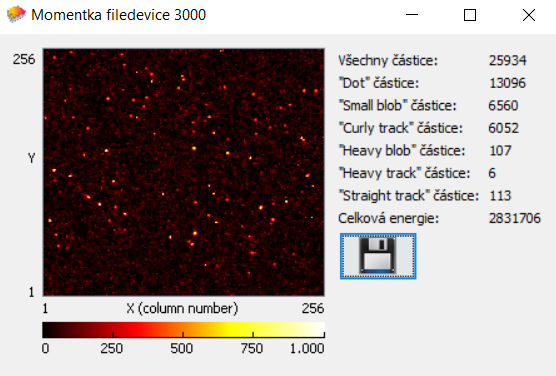 Momentka filedevice 3000
256
Y
1
1 X (column number) 256
0 250 500 750 1.000
Všechny částice: 25934
"Dot" částice: 13096
"Small blob" částice: 6560
"Curly track" částice: 6052
"Heavy blob" částice: 107
"Heavy track" částice: 6
"Straight track" částice: 113
Celková energie: 2831706